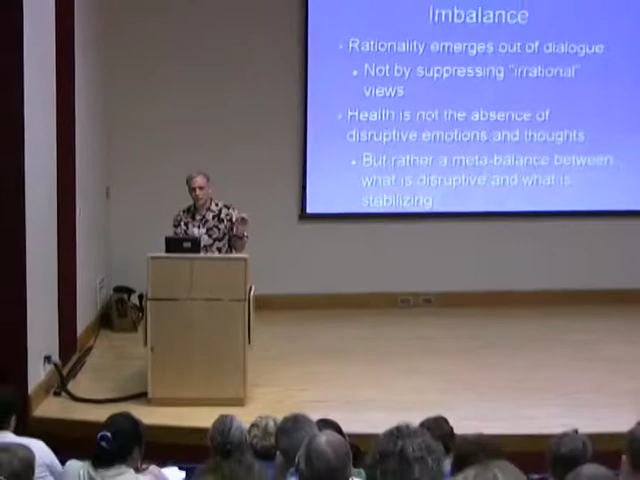 Imbalance
Rationality emerges out of dialogue
Not by suppressing "irrational"
views
Health is not the absence of
disruptive emotions and thoughts
But rather a meta-balance between
what is disruptive and what is
stabilizing